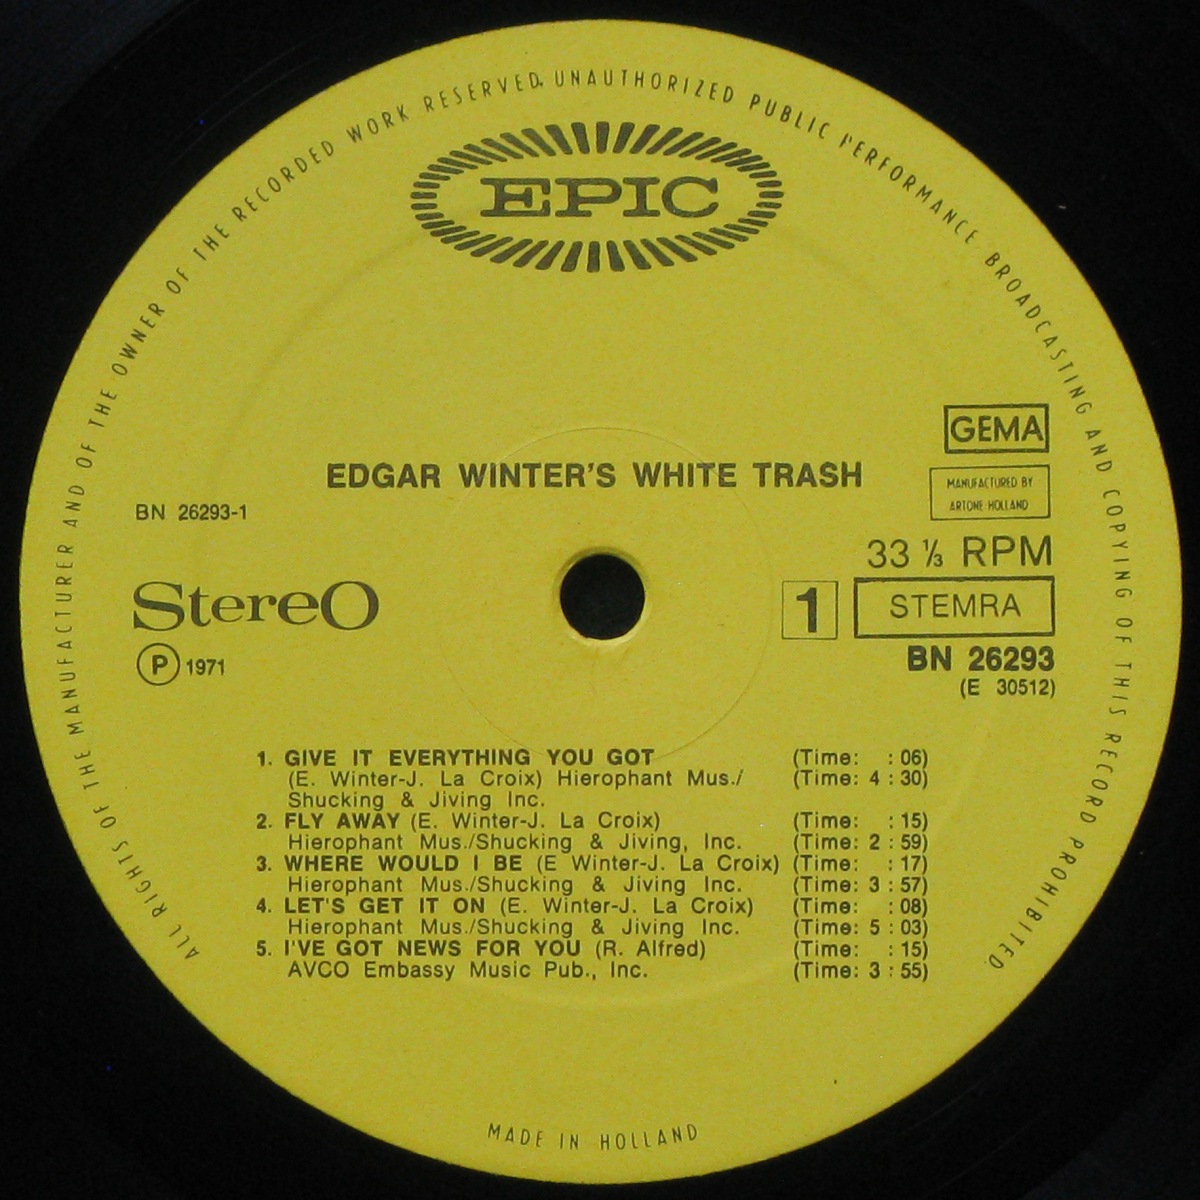 ALL RIGHTS OF THE MANUFACTURER AND OF THE OWNER OF THE RECORDED WORK RESERVED. UNAUTHORIZED PUBLIC PERFORMANCE BROADCASTING AND COPYING OF THIS RECORD PROHIBITED.
EPIC
GEMA
EDGAR WINTER'S WHITE TRASH
MANUFACTURED BY
ARTONE HOLLAND
BN 26293-1
33 ⅓ RPM
StereO
1
STEMRA
Ⓟ 1971
BN 26293
(E 30512)
1. GIVE IT EVERYTHING YOU GOT (Time: : 06)
(E. Winter-J. La Croix) Hierophant Mus./ (Time: 4 : 30)
Shucking & Jiving Inc.
2. FLY AWAY (E. Winter-J. La Croix) (Time: : 15)
Hierophant Mus./Shucking & Jiving, Inc. (Time: 2 : 59)
3. WHERE WOULD I BE (E Winter-J. La Croix) (Time: : 17)
Hierophant Mus./Shucking & Jiving Inc. (Time: 3 : 57)
4. LET'S GET IT ON (E. Winter-J. La Croix) (Time: : 08)
Hierophant Mus./Shucking & Jiving Inc. (Time: 5 : 03)
5. I'VE GOT NEWS FOR YOU (R. Alfred) (Time: : 15)
AVCO Embassy Music Pub., Inc. (Time: 3 : 55)
MADE IN HOLLAND